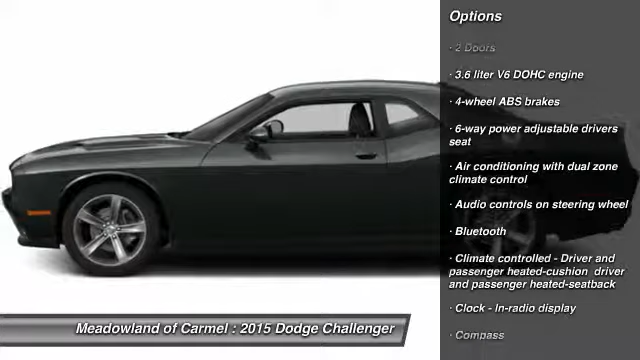 Options
· 2 Doors
· 3.6 liter V6 DOHC engine
· 4-wheel ABS brakes
· 6-way power adjustable drivers
seat
· Air conditioning with dual zone
climate control
· Audio controls on steering wheel
· Bluetooth
· Climate controlled - Driver and
passenger heated-cushion driver
and passenger heated-seatback
· Clock - In-radio display
· Compass
Meadowland of Carmel : 2015 Dodge Challenger